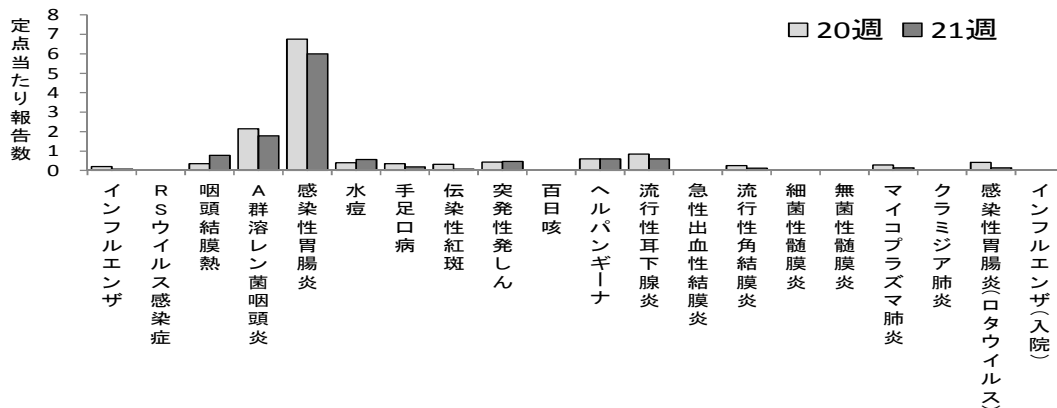 定点当たり報告数
8
7
6
5
4
3
2
1
0
20週
21週
インフルエンザ
RSウイルス感染症
咽頭結膜熱
A群溶レン菌咽頭炎
感染性胃腸炎
水痘
手足口病
伝染性紅斑
突発性発しん
百日咳
ヘルパンギーナ
流行性耳下腺炎
急性出血性結膜炎
流行性角結膜炎
細菌性髄膜炎
無菌性髄膜炎
マイコプラズマ肺炎
クラミジア肺炎
感染性胃腸炎(ロタウイルス)
インフルエンザ(入院)